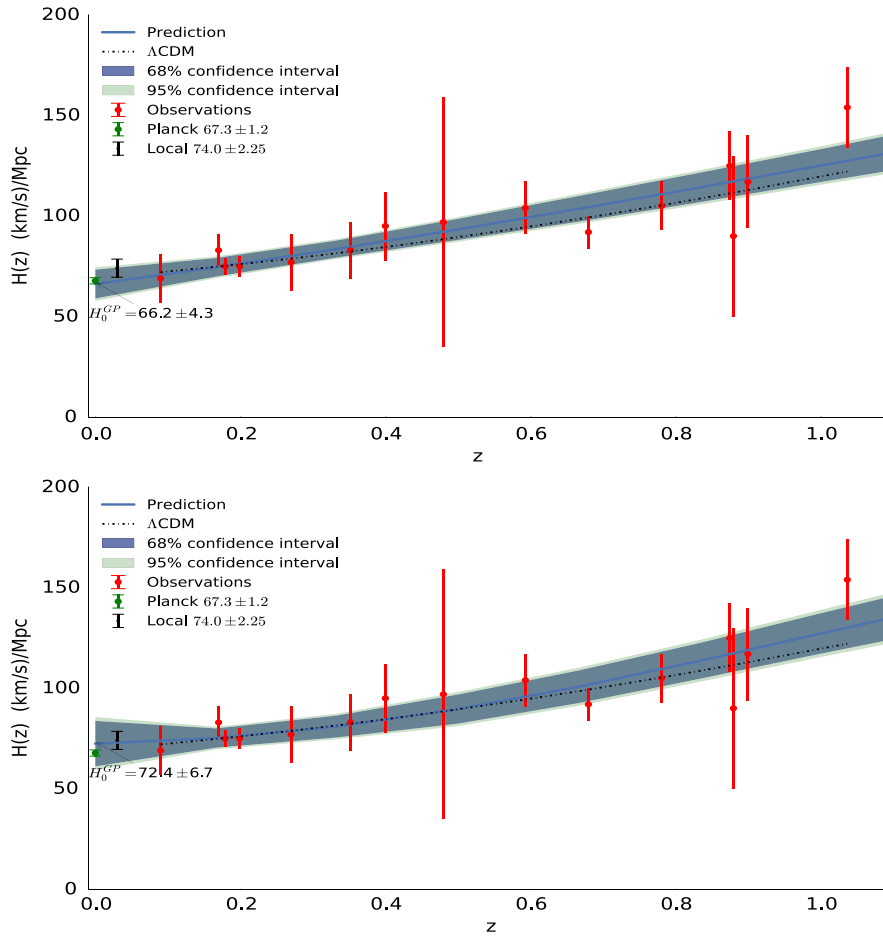 200
Prediction
ΛCDM
68% confidence interval
95% confidence interval
Observations
Planck 67.3 ± 1.2
Local 74.0 ± 2.25
150
100
50
0
H(z) (km/s)/Mpc
H_0^{GP} = 66.2 ± 4.3
0.0 0.2 0.4 0.6 0.8 1.0
z
200
Prediction
ΛCDM
68% confidence interval
95% confidence interval
Observations
Planck 67.3 ± 1.2
Local 74.0 ± 2.25
150
100
50
0
H(z) (km/s)/Mpc
H_0^{GP} = 72.4 ± 6.7
0.0 0.2 0.4 0.6 0.8 1.0
z